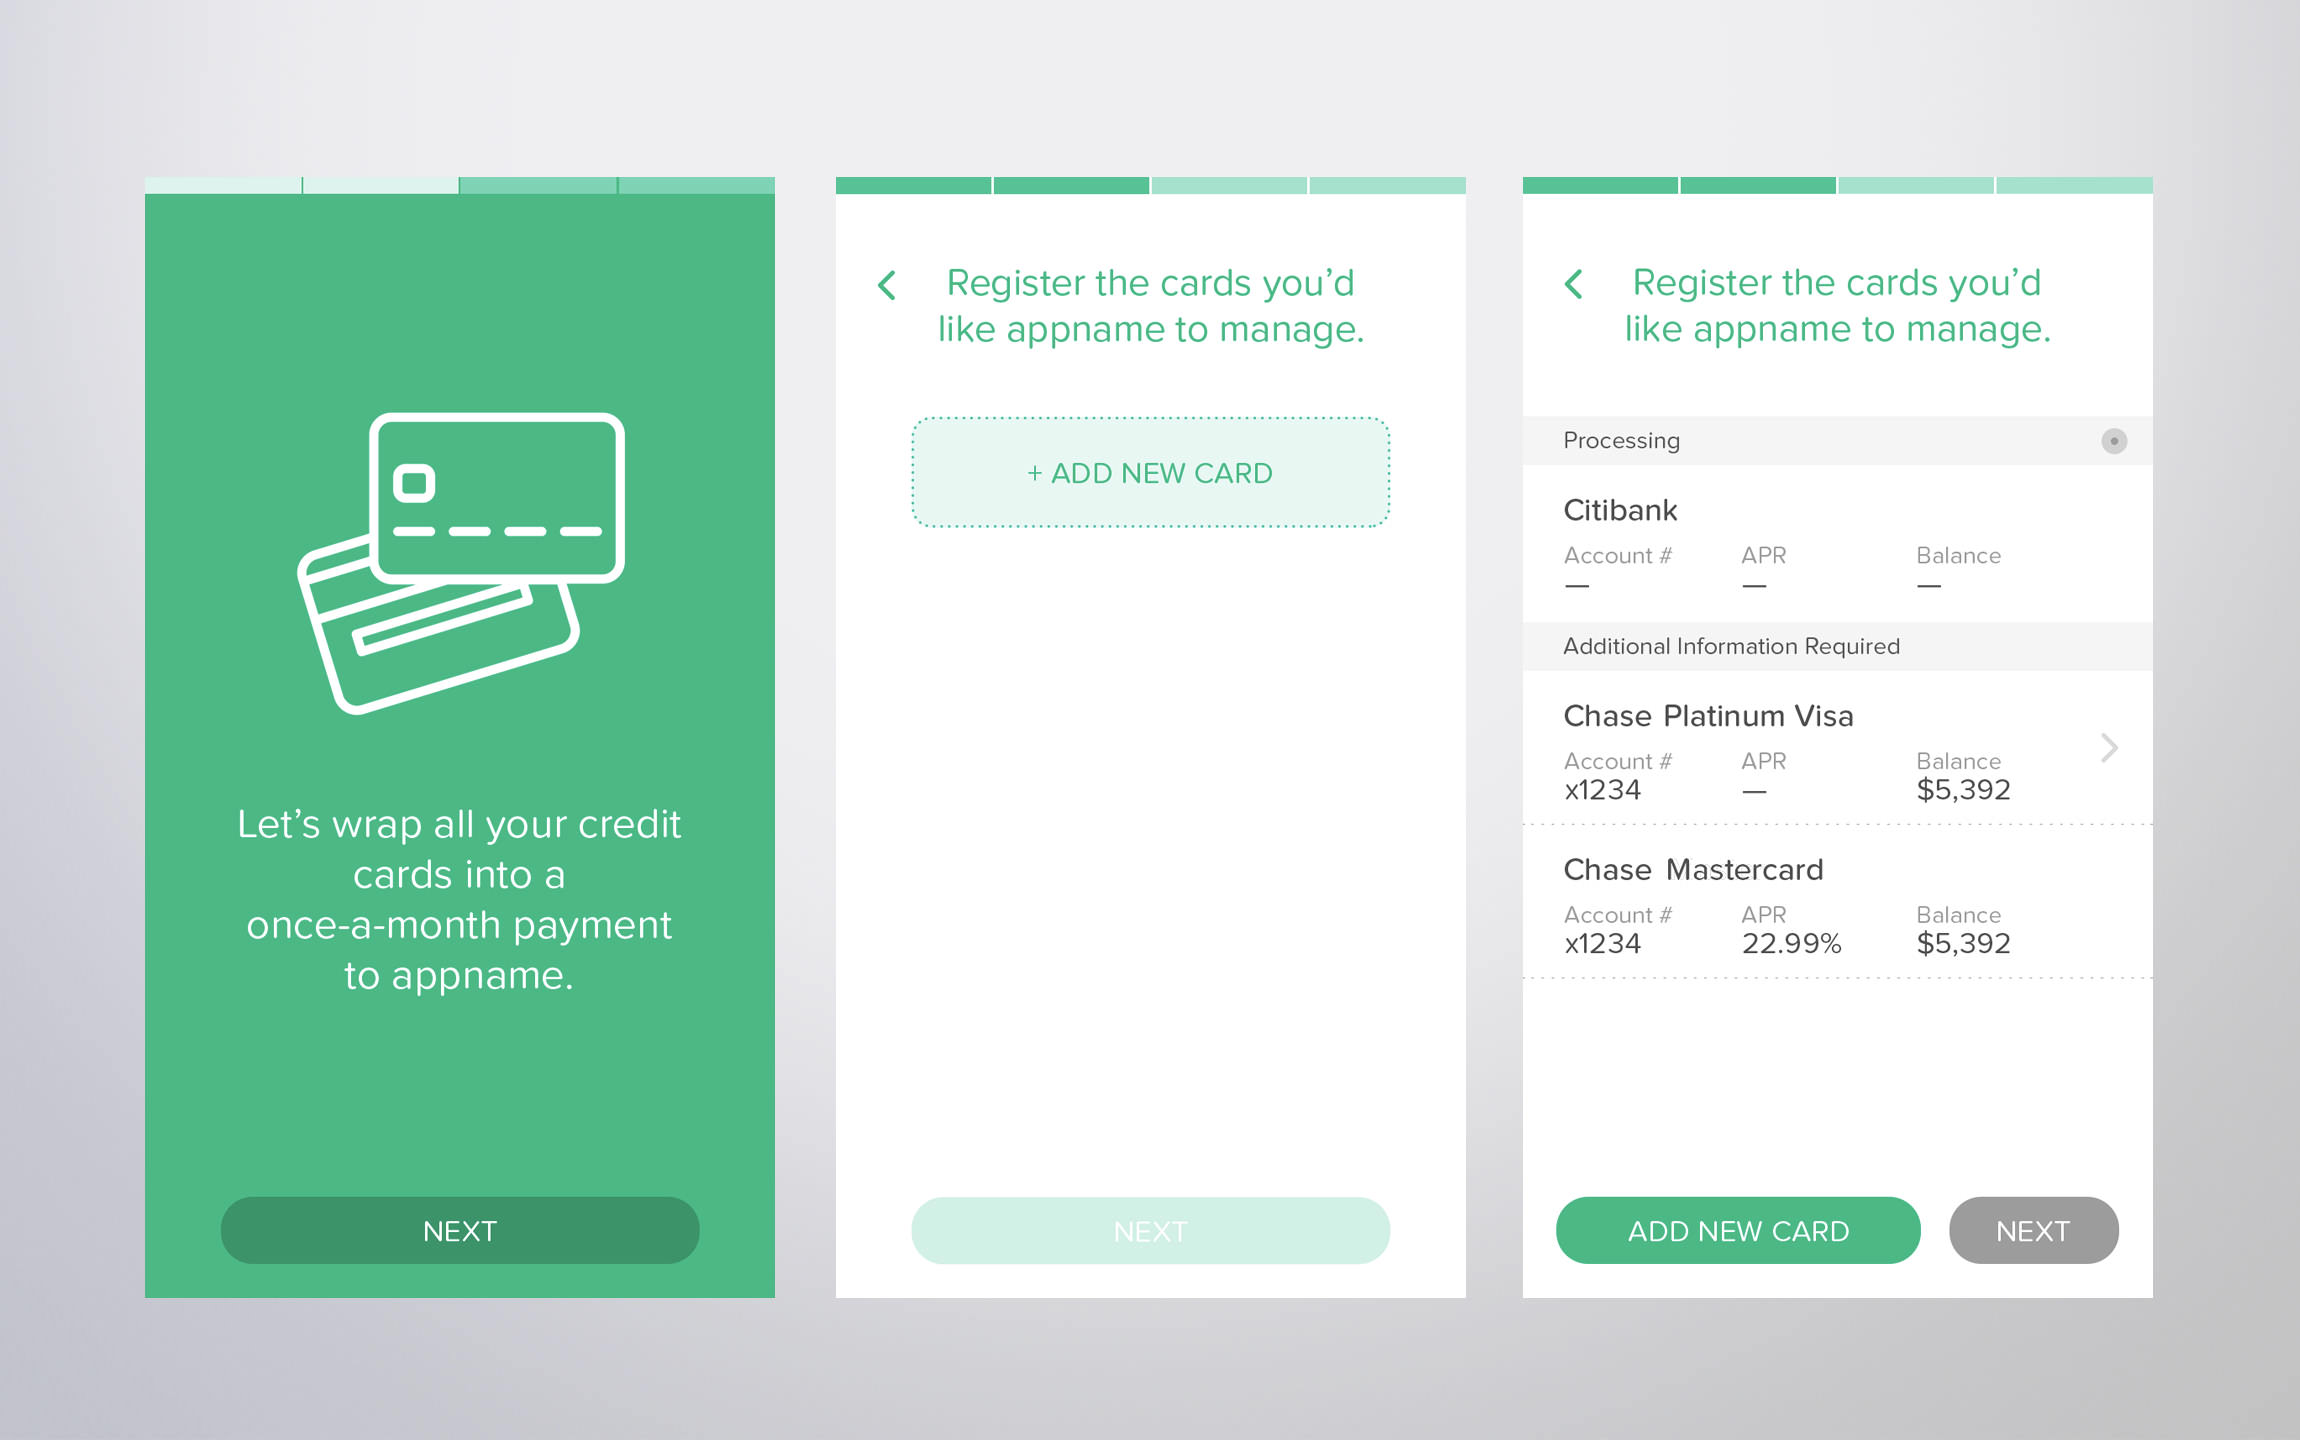 Let’s wrap all your credit
cards into a
once-a-month payment
to appname.
NEXT
Register the cards you’d
like appname to manage.
+ ADD NEW CARD
NEXT
Register the cards you’d
like appname to manage.
Processing
Citibank
Account # APR Balance
— — —
Additional Information Required
Chase Platinum Visa
Account # APR Balance
x1234 — $5,392
Chase Mastercard
Account # APR Balance
x1234 22.99% $5,392
ADD NEW CARD NEXT